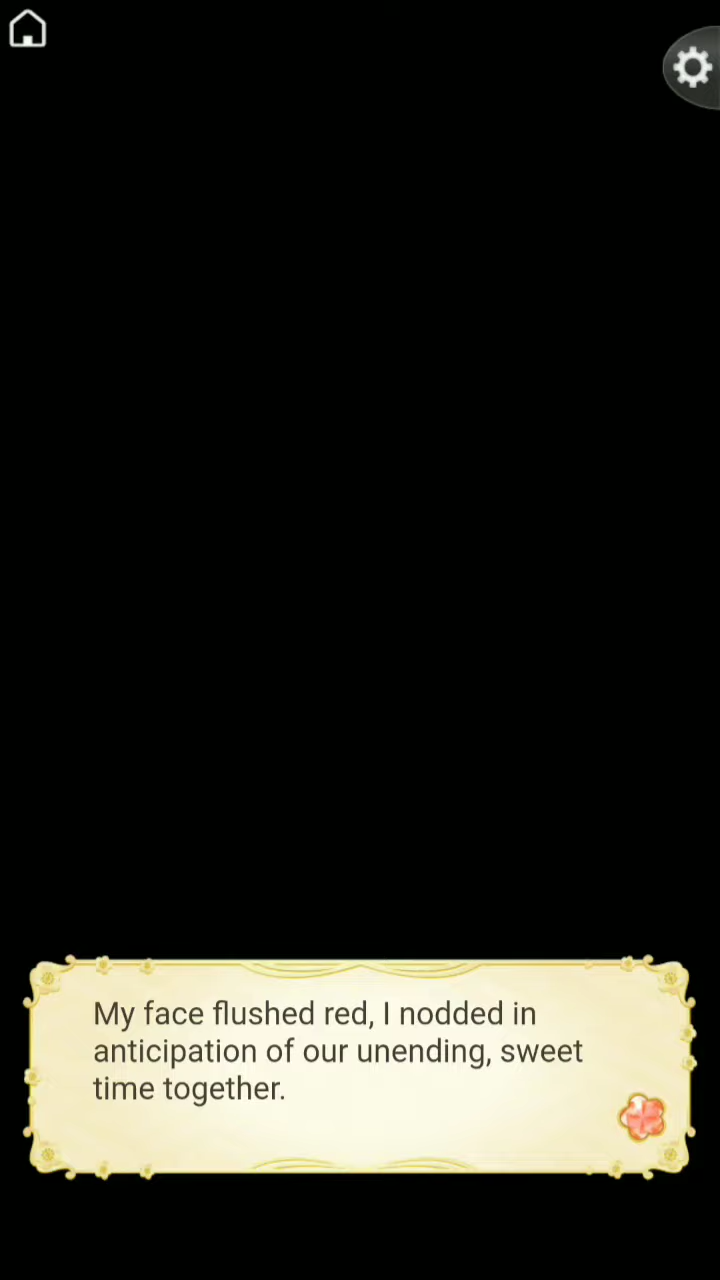 My face flushed red, I nodded in
anticipation of our unending, sweet
time together.